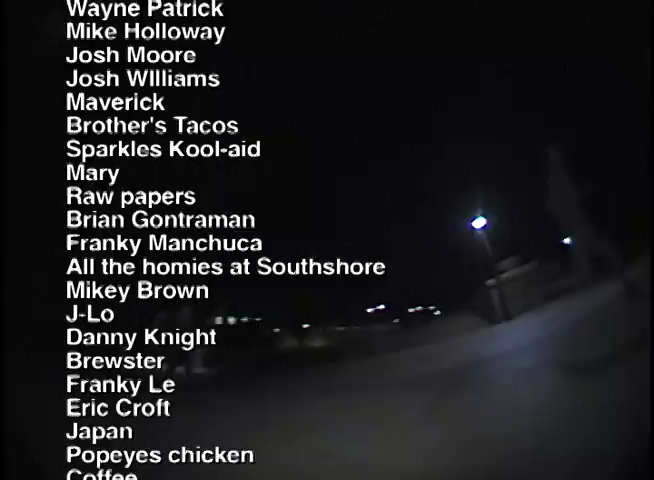 Wayne Patrick
Mike Holloway
Josh Moore
Josh WIlliams
Maverick
Brother's Tacos
Sparkles Kool-aid
Mary
Raw papers
Brian Gontraman
Franky Manchuca
All the homies at Southshore
Mikey Brown
J-Lo
Danny Knight
Brewster
Franky Le
Eric Croft
Japan
Popeyes chicken
Coffee